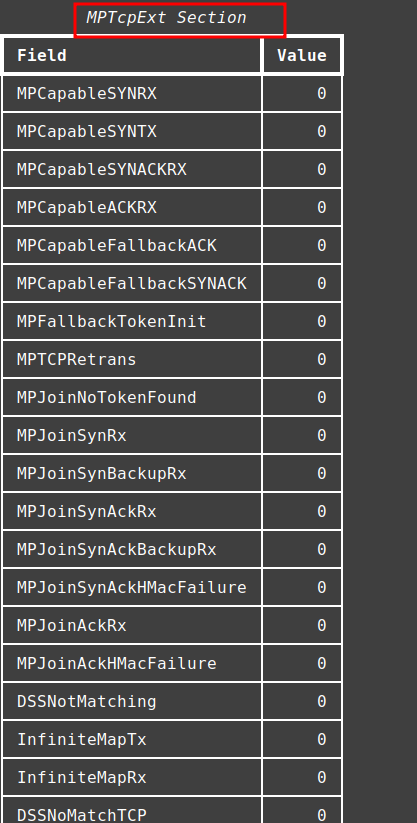 MPTcpExt Section
Field Value
MPCapableSYNRX 0
MPCapableSYNTX 0
MPCapableSYNACKRX 0
MPCapableACKRX 0
MPCapableFallbackACK 0
MPCapableFallbackSYNACK 0
MPFallbackTokenInit 0
MPTCPRetrans 0
MPJoinNoTokenFound 0
MPJoinSynRx 0
MPJoinSynBackupRx 0
MPJoinSynAckRx 0
MPJoinSynAckBackupRx 0
MPJoinSynAckHMacFailure 0
MPJoinAckRx 0
MPJoinAckHMacFailure 0
DSSNotMatching 0
InfiniteMapTx 0
InfiniteMapRx 0
DSSNoMatchTCP 0